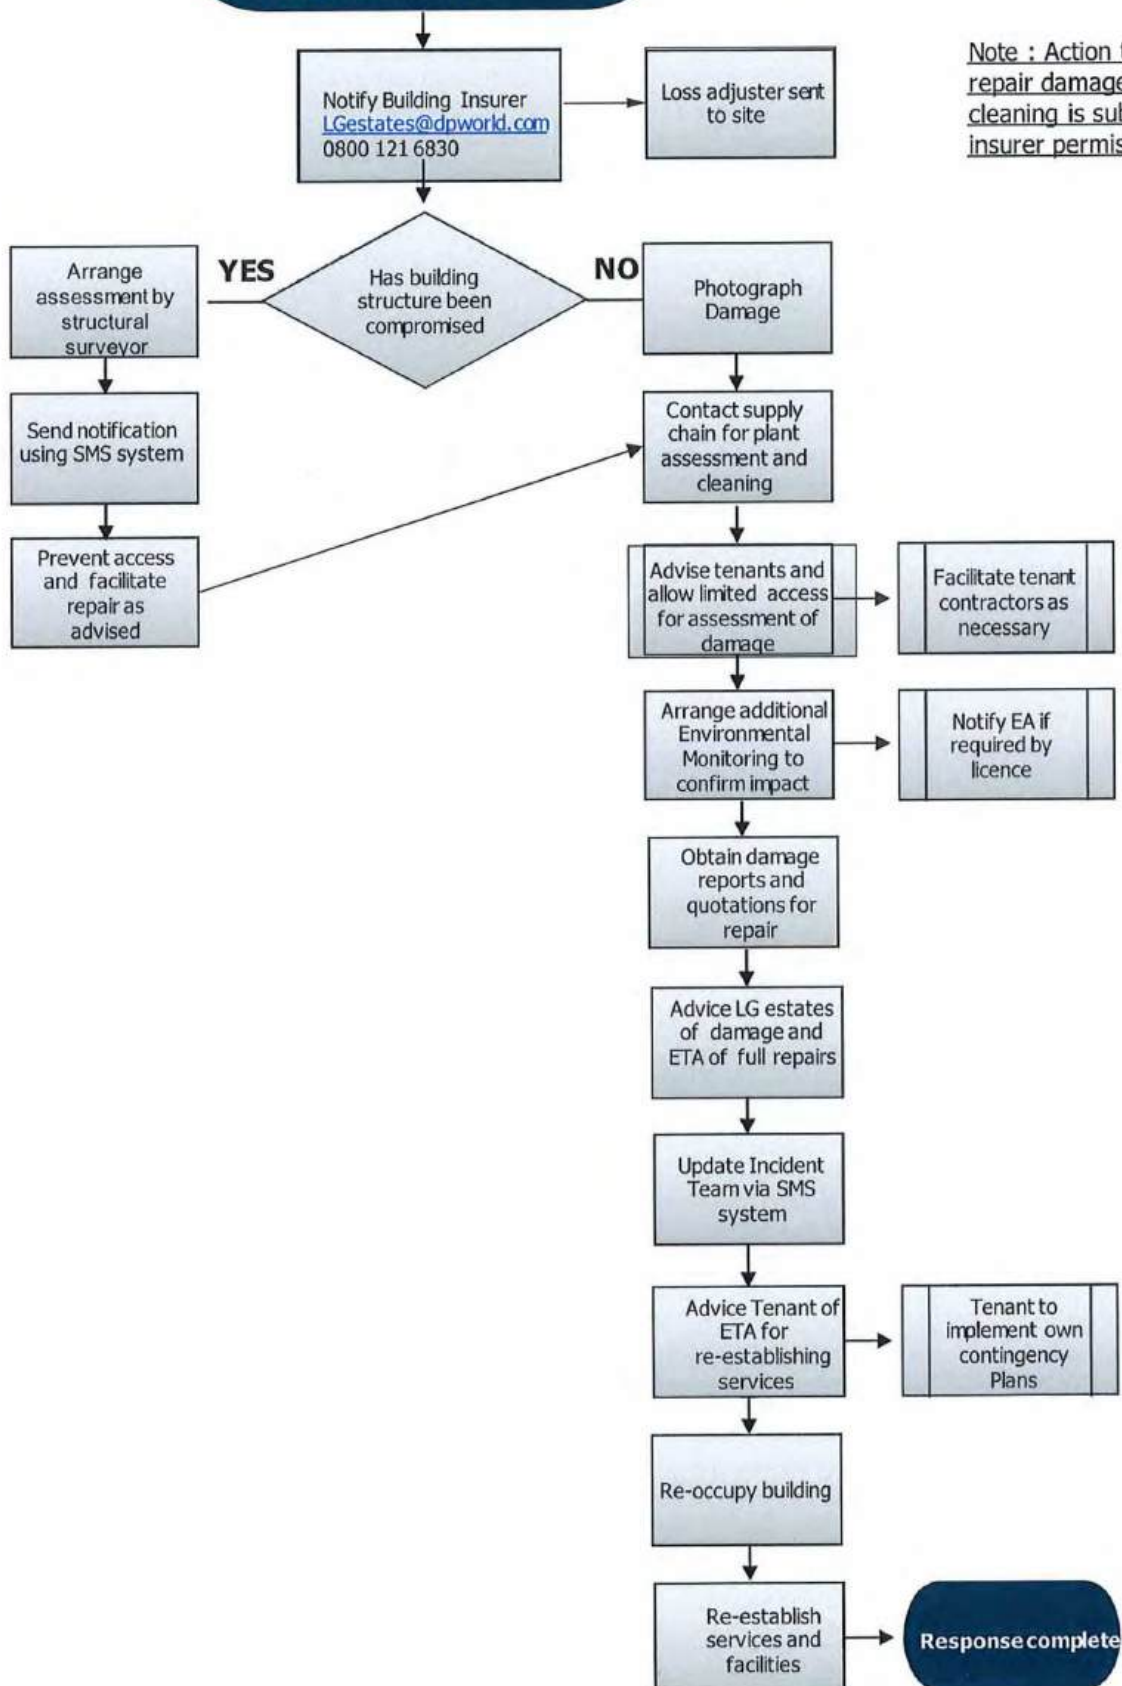 Notify Building Insurer
LGestates@dpworld.com
0800 121 6830
Loss adjuster sent
to site
Note : Action
repair damage
cleaning is
insurer
Has building
structure been
compromised
YES
NO
Arrange
assessment by
structural
surveyor
Send notification
using SMS system
Prevent access
and facilitate
repair as
advised
Photograph
Damage
Contact supply
chain for plant
assessment and
cleaning
Advise tenants and
allow limited access
for assessment of
damage
Facilitate tenant
contractors as
necessary
Arrange additional
Environmental
Monitoring to
confirm impact
Notify EA if
required by
licence
Obtain damage
reports and
quotations for
repair
Advice LG estates
of damage and
ETA of full repairs
Update Incident
Team via SMS
system
Advice Tenant of
ETA for
re-establishing
services
Tenant to
implement own
contingency
Plans
Re-occupy building
Re-establish
services and
facilities
Response complete